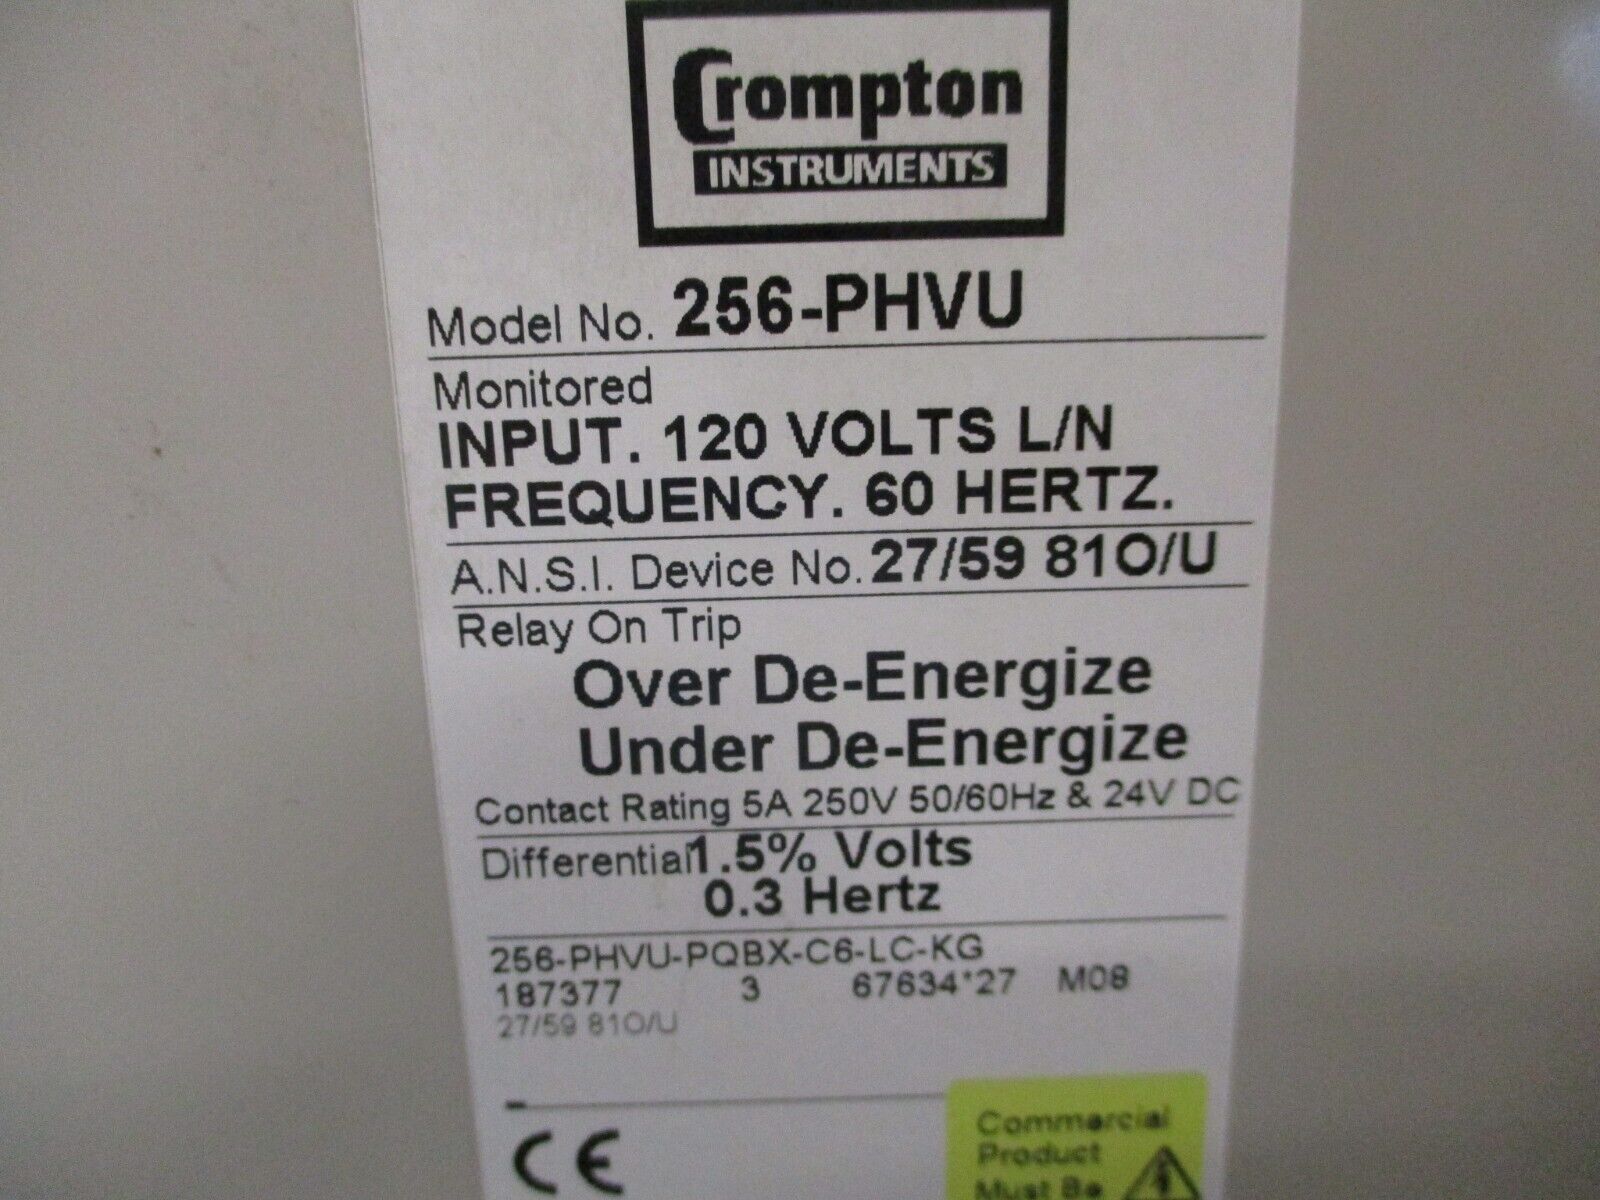 Crompton
INSTRUMENTS
Model No. 256-PHVU
Monitored
INPUT. 120 VOLTS L/N
FREQUENCY. 60 HERTZ.
A.N.S.I. Device No. 27/59 81O/U
Relay On Trip
Over De-Energize
Under De-Energize
Contact Rating 5A 250V 50/60Hz & 24V DC
Differential 1.5% Volts
0.3 Hertz
256-PHVU-PQBX-C6-LC-KG
187377 3 67634*27 M08
27/59 81O/U
CE
Commercial
Product
Must Be